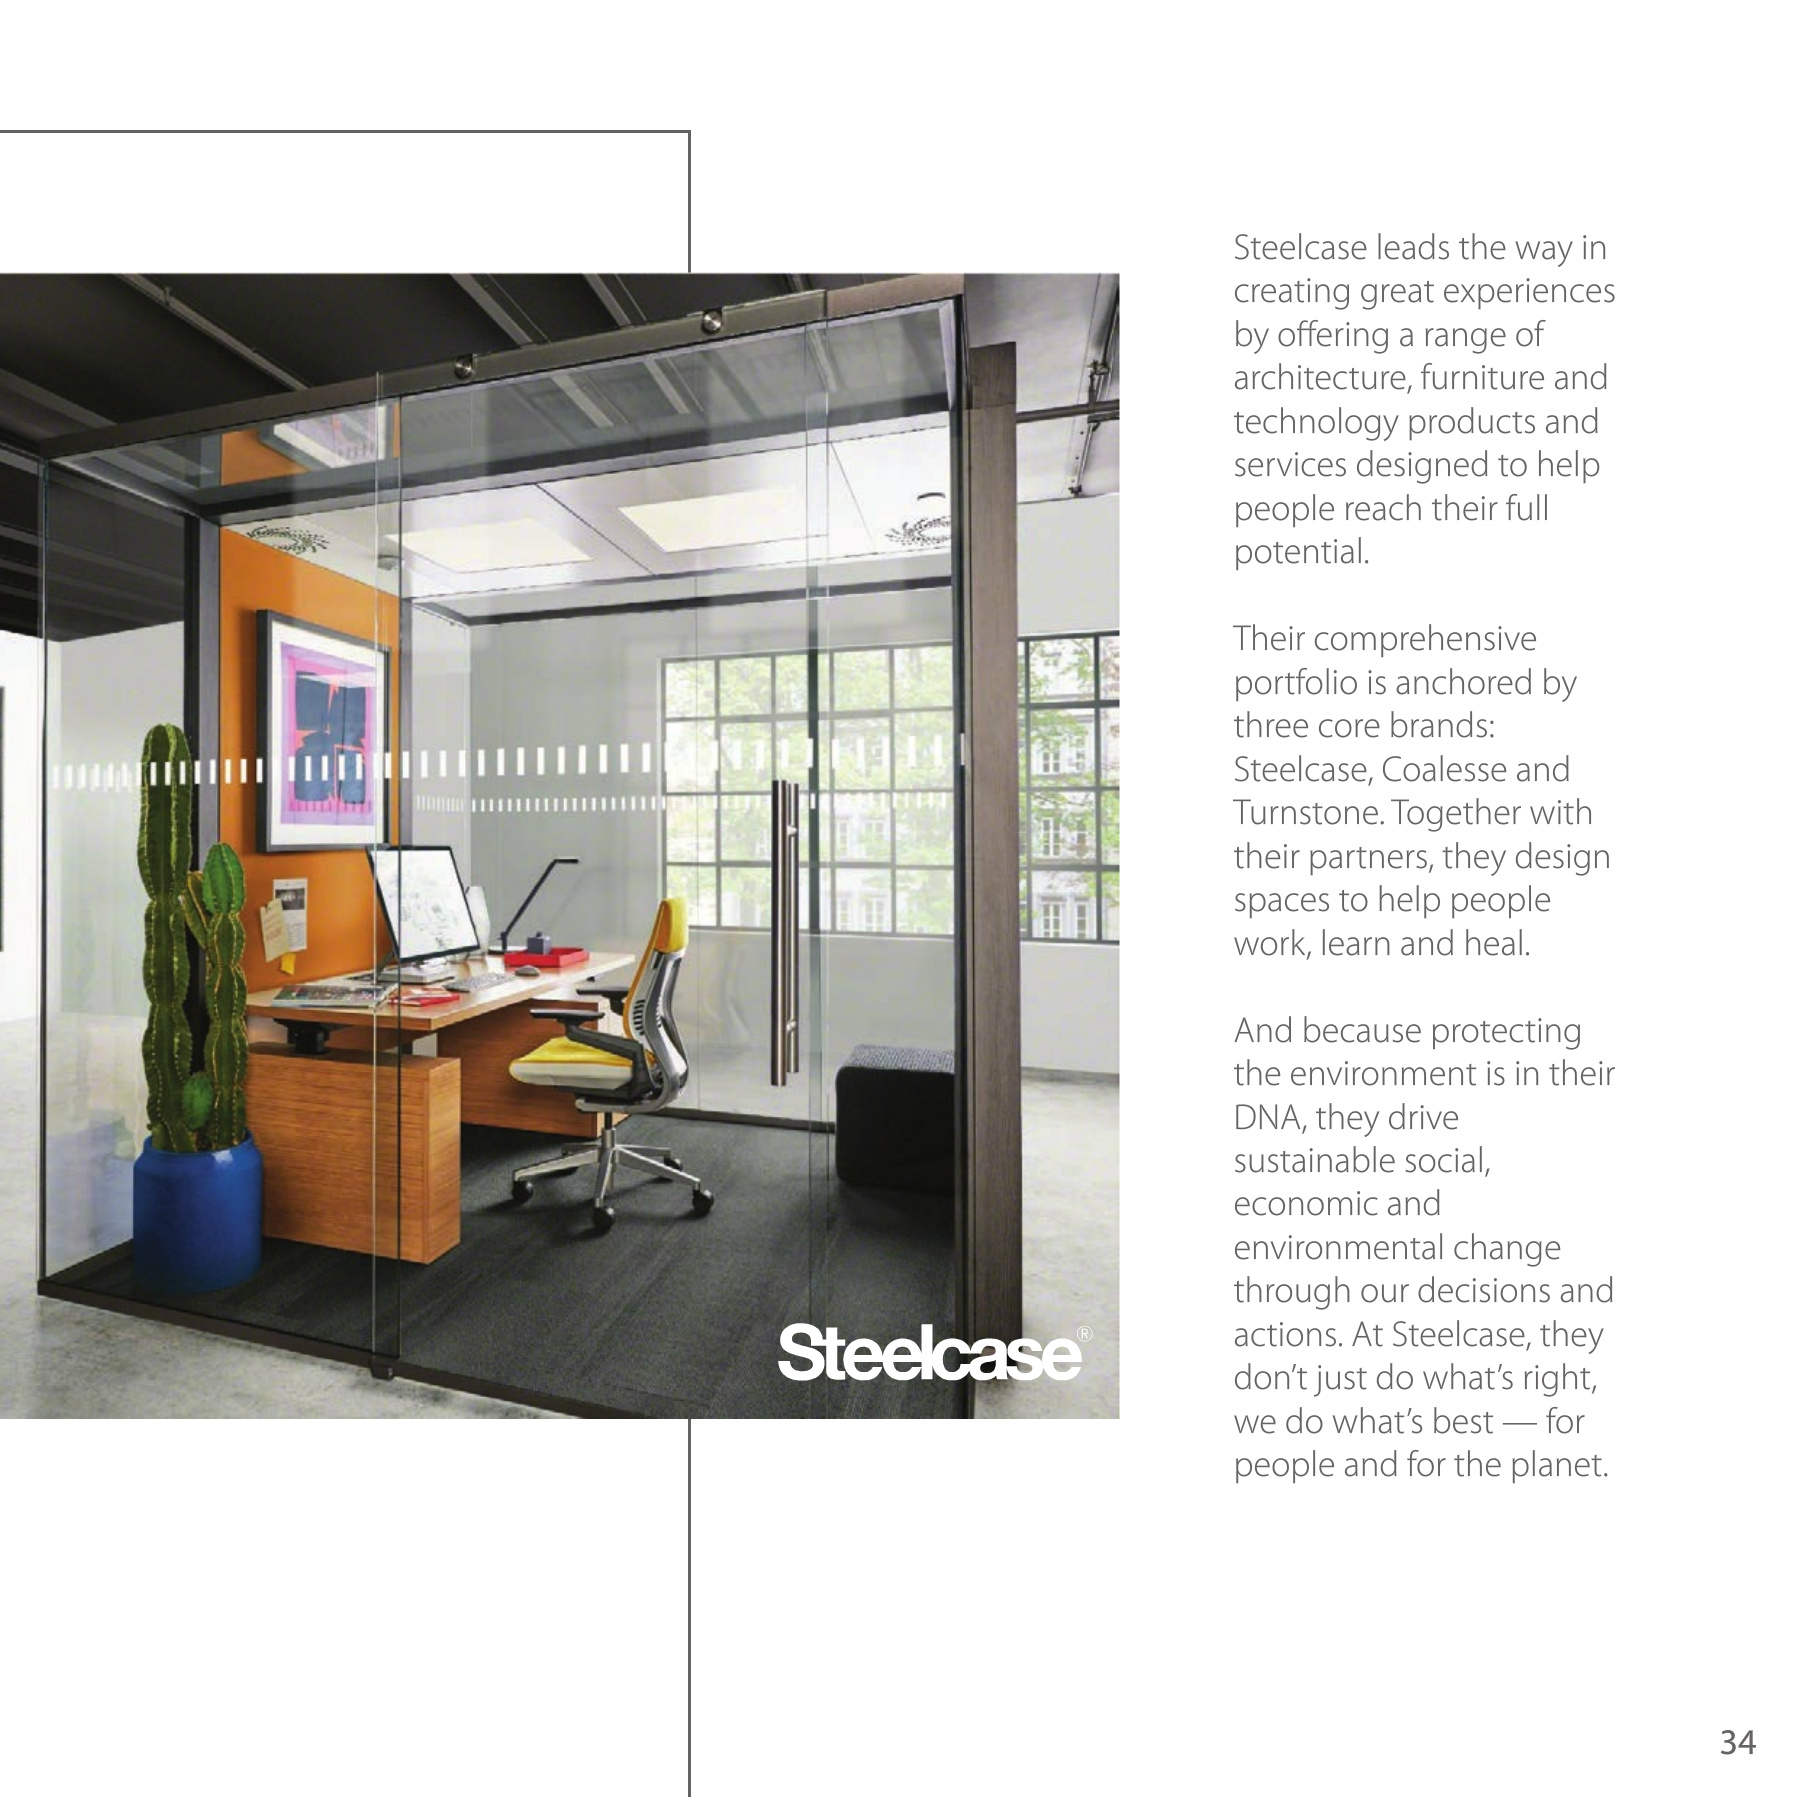 Steelcase®
Steelcase leads the way in
creating great experiences
by offering a range of
architecture, furniture and
technology products and
services designed to help
people reach their full
potential.
Their comprehensive
portfolio is anchored by
three core brands:
Steelcase, Coalesse and
Turnstone. Together with
their partners, they design
spaces to help people
work, learn and heal.
And because protecting
the environment is in their
DNA, they drive
sustainable social,
economic and
environmental change
through our decisions and
actions. At Steelcase, they
don’t just do what’s right,
we do what’s best — for
people and for the planet.
34